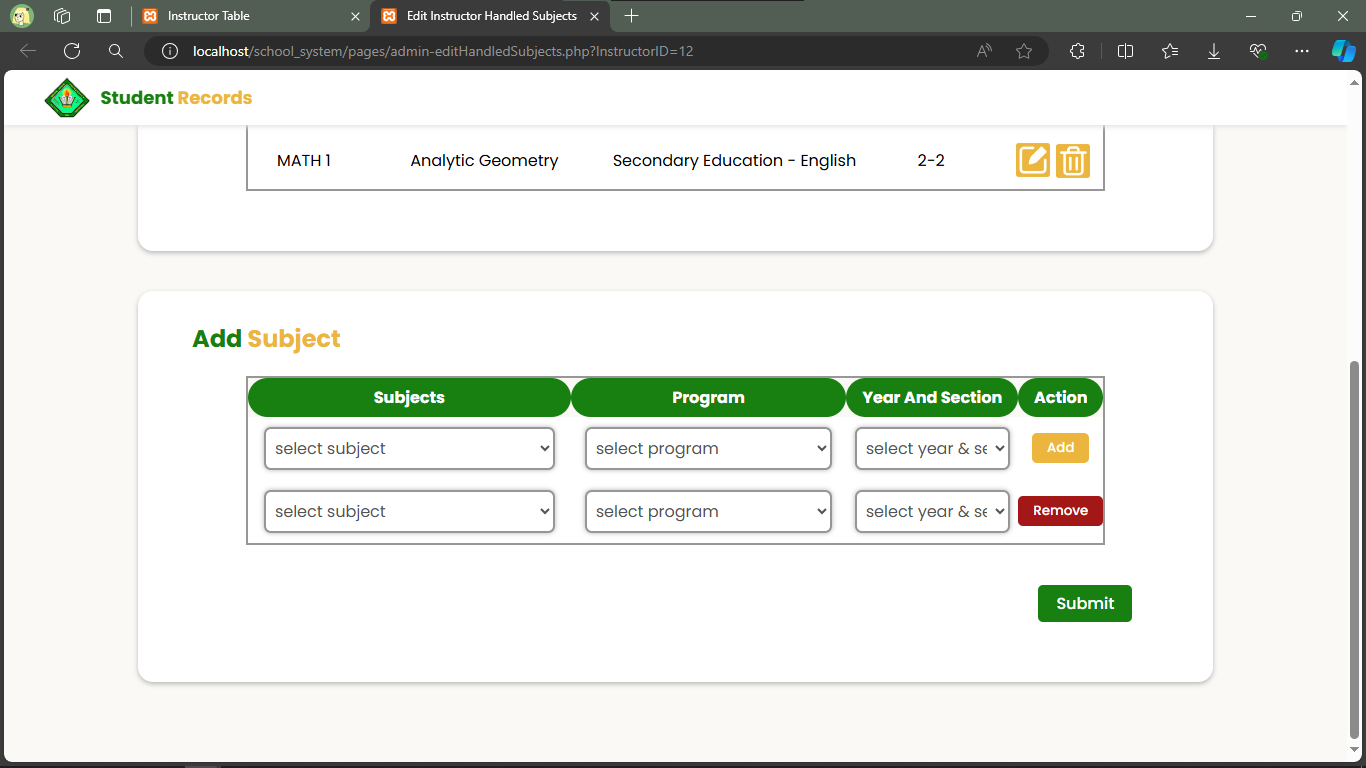 Instructor Table
Edit Instructor Handled Subjects
localhost/school_system/pages/admin-editHandledSubjects.php?InstructorID=12
Student Records
MATH 1 Analytic Geometry Secondary Education - English 2-2
Add Subject
Subjects Program Year And Section Action
select subject select program select year & se Add
select subject select program select year & se Remove
Submit